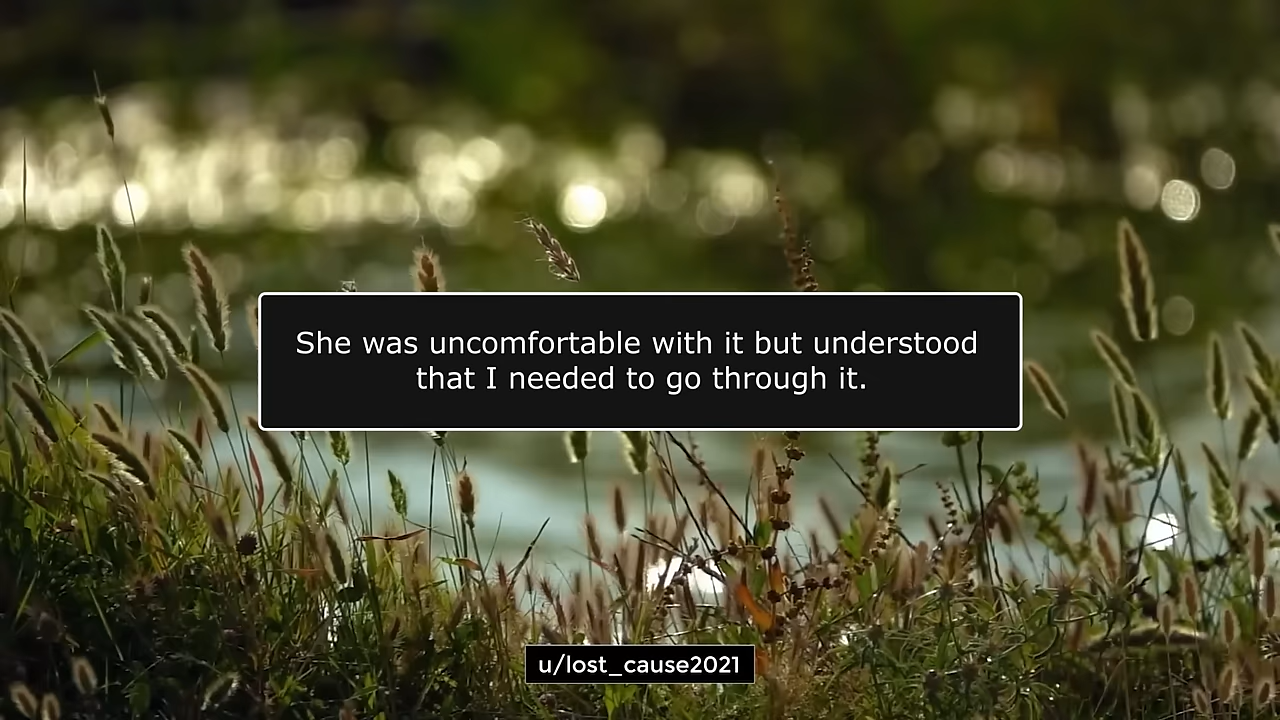 She was uncomfortable with it but understood
that I needed to go through it.
u/lost_cause2021